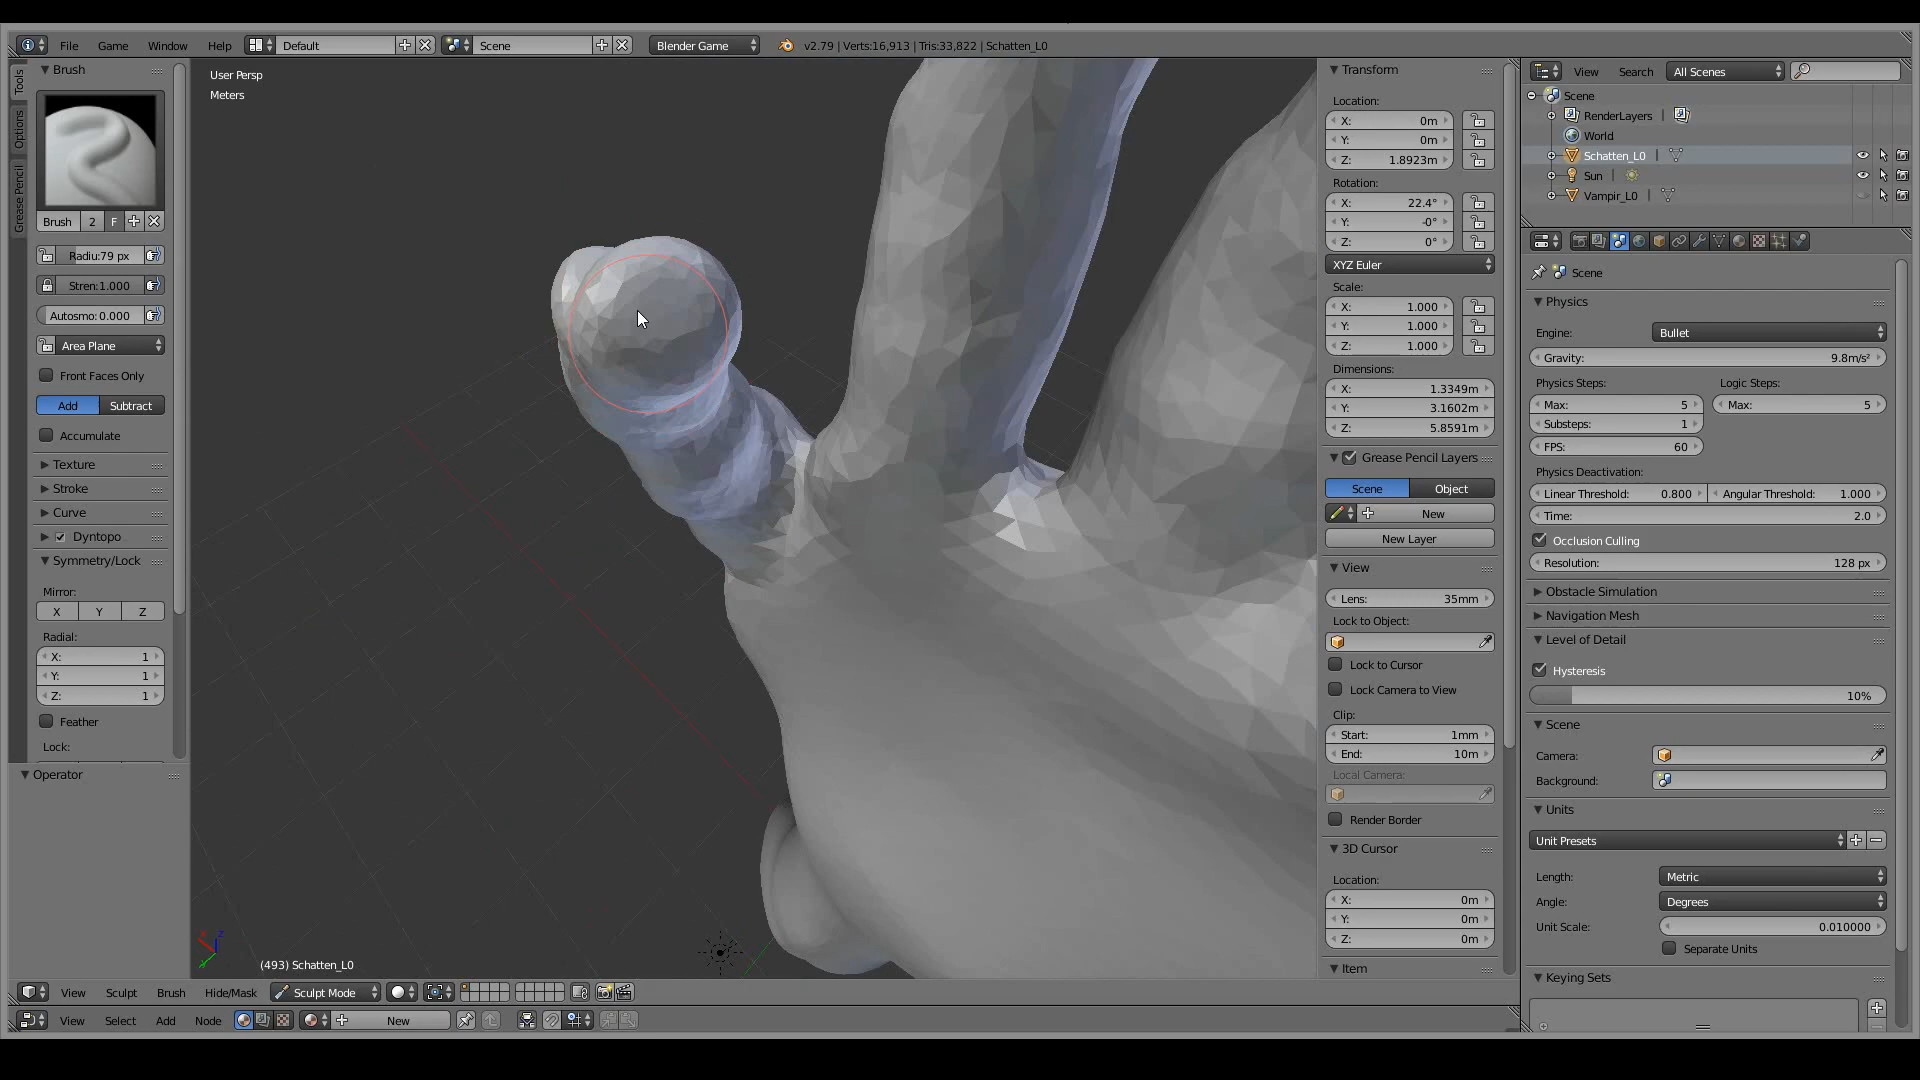 File Game Window Help Default Scene Blender Game v2.79 | Verts:16,913 | Tris:33,822 | Schatten_L0
Tools
Options
Grease Pencil
Brush
Brush 2 F
Radiu:79 px
Stren:1.000
Autosmo: 0.000
Area Plane
Front Faces Only
Add Subtract
Accumulate
Texture
Stroke
Curve
Dyntopo
Symmetry/Lock
Mirror:
X Y Z
Radial:
X: 1
Y: 1
Z: 1
Feather
Lock:
Operator
User Persp
Meters
(493) Schatten_L0
Transform
Location:
X: 0m
Y: 0m
Z: 1.8923m
Rotation:
X: 22.4°
Y: -0°
Z: 0°
XYZ Euler
Scale:
X: 1.000
Y: 1.000
Z: 1.000
Dimensions:
X: 1.3349m
Y: 3.1602m
Z: 5.8591m
Grease Pencil Layers
Scene Object
New
New Layer
View
Lens: 35mm
Lock to Object:
Lock to Cursor
Lock Camera to View
Clip:
Start: 1mm
End: 10m
Local Camera:
Render Border
3D Cursor
Location:
X: 0m
Y: 0m
Z: 0m
Item
View Search All Scenes
Scene
RenderLayers
World
Schatten_L0
Sun
Vampir_L0
Scene
Physics
Engine: Bullet
Gravity: 9.8m/s²
Physics Steps: Logic Steps:
Max: 5 Max: 5
Substeps: 1
FPS: 60
Physics Deactivation:
Linear Threshold: 0.800 Angular Threshold: 1.000
Time: 2.0
Occlusion Culling
Resolution: 128 px
Obstacle Simulation
Navigation Mesh
Level of Detail
Hysteresis
10%
Scene
Camera:
Background:
Units
Unit Presets
Length: Metric
Angle: Degrees
Unit Scale: 0.010000
Separate Units
Keying Sets
View Sculpt Brush Hide/Mask Sculpt Mode
View Select Add Node New